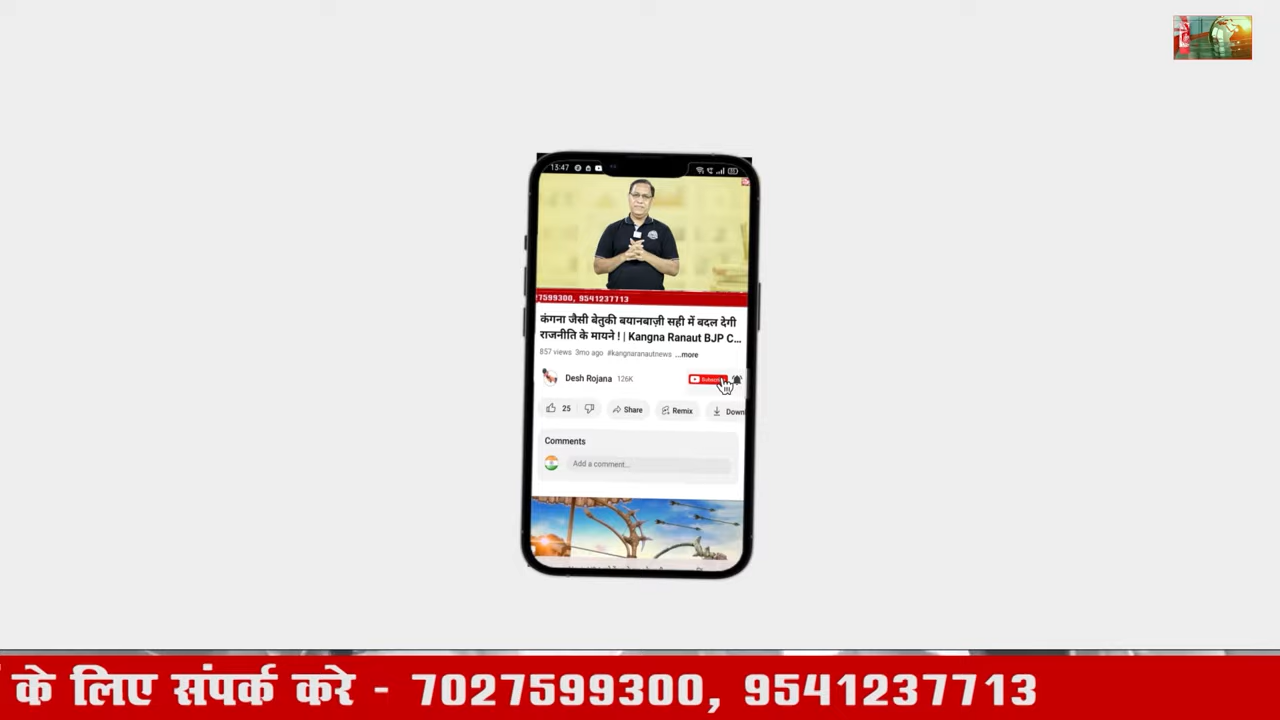 13:47
27599300, 9541237713
कंगना जैसी बेतुकी बयानबाज़ी सही में बदल देगी
राजनीति के मायने ! | Kangna Ranaut BJP C...
857 views 3mo ago #kangnaranautnews ...more
Desh Rojana 126K
25 Share Remix Down
Comments
Add a comment...
के लिए संपर्क करे - 7027599300, 9541237713